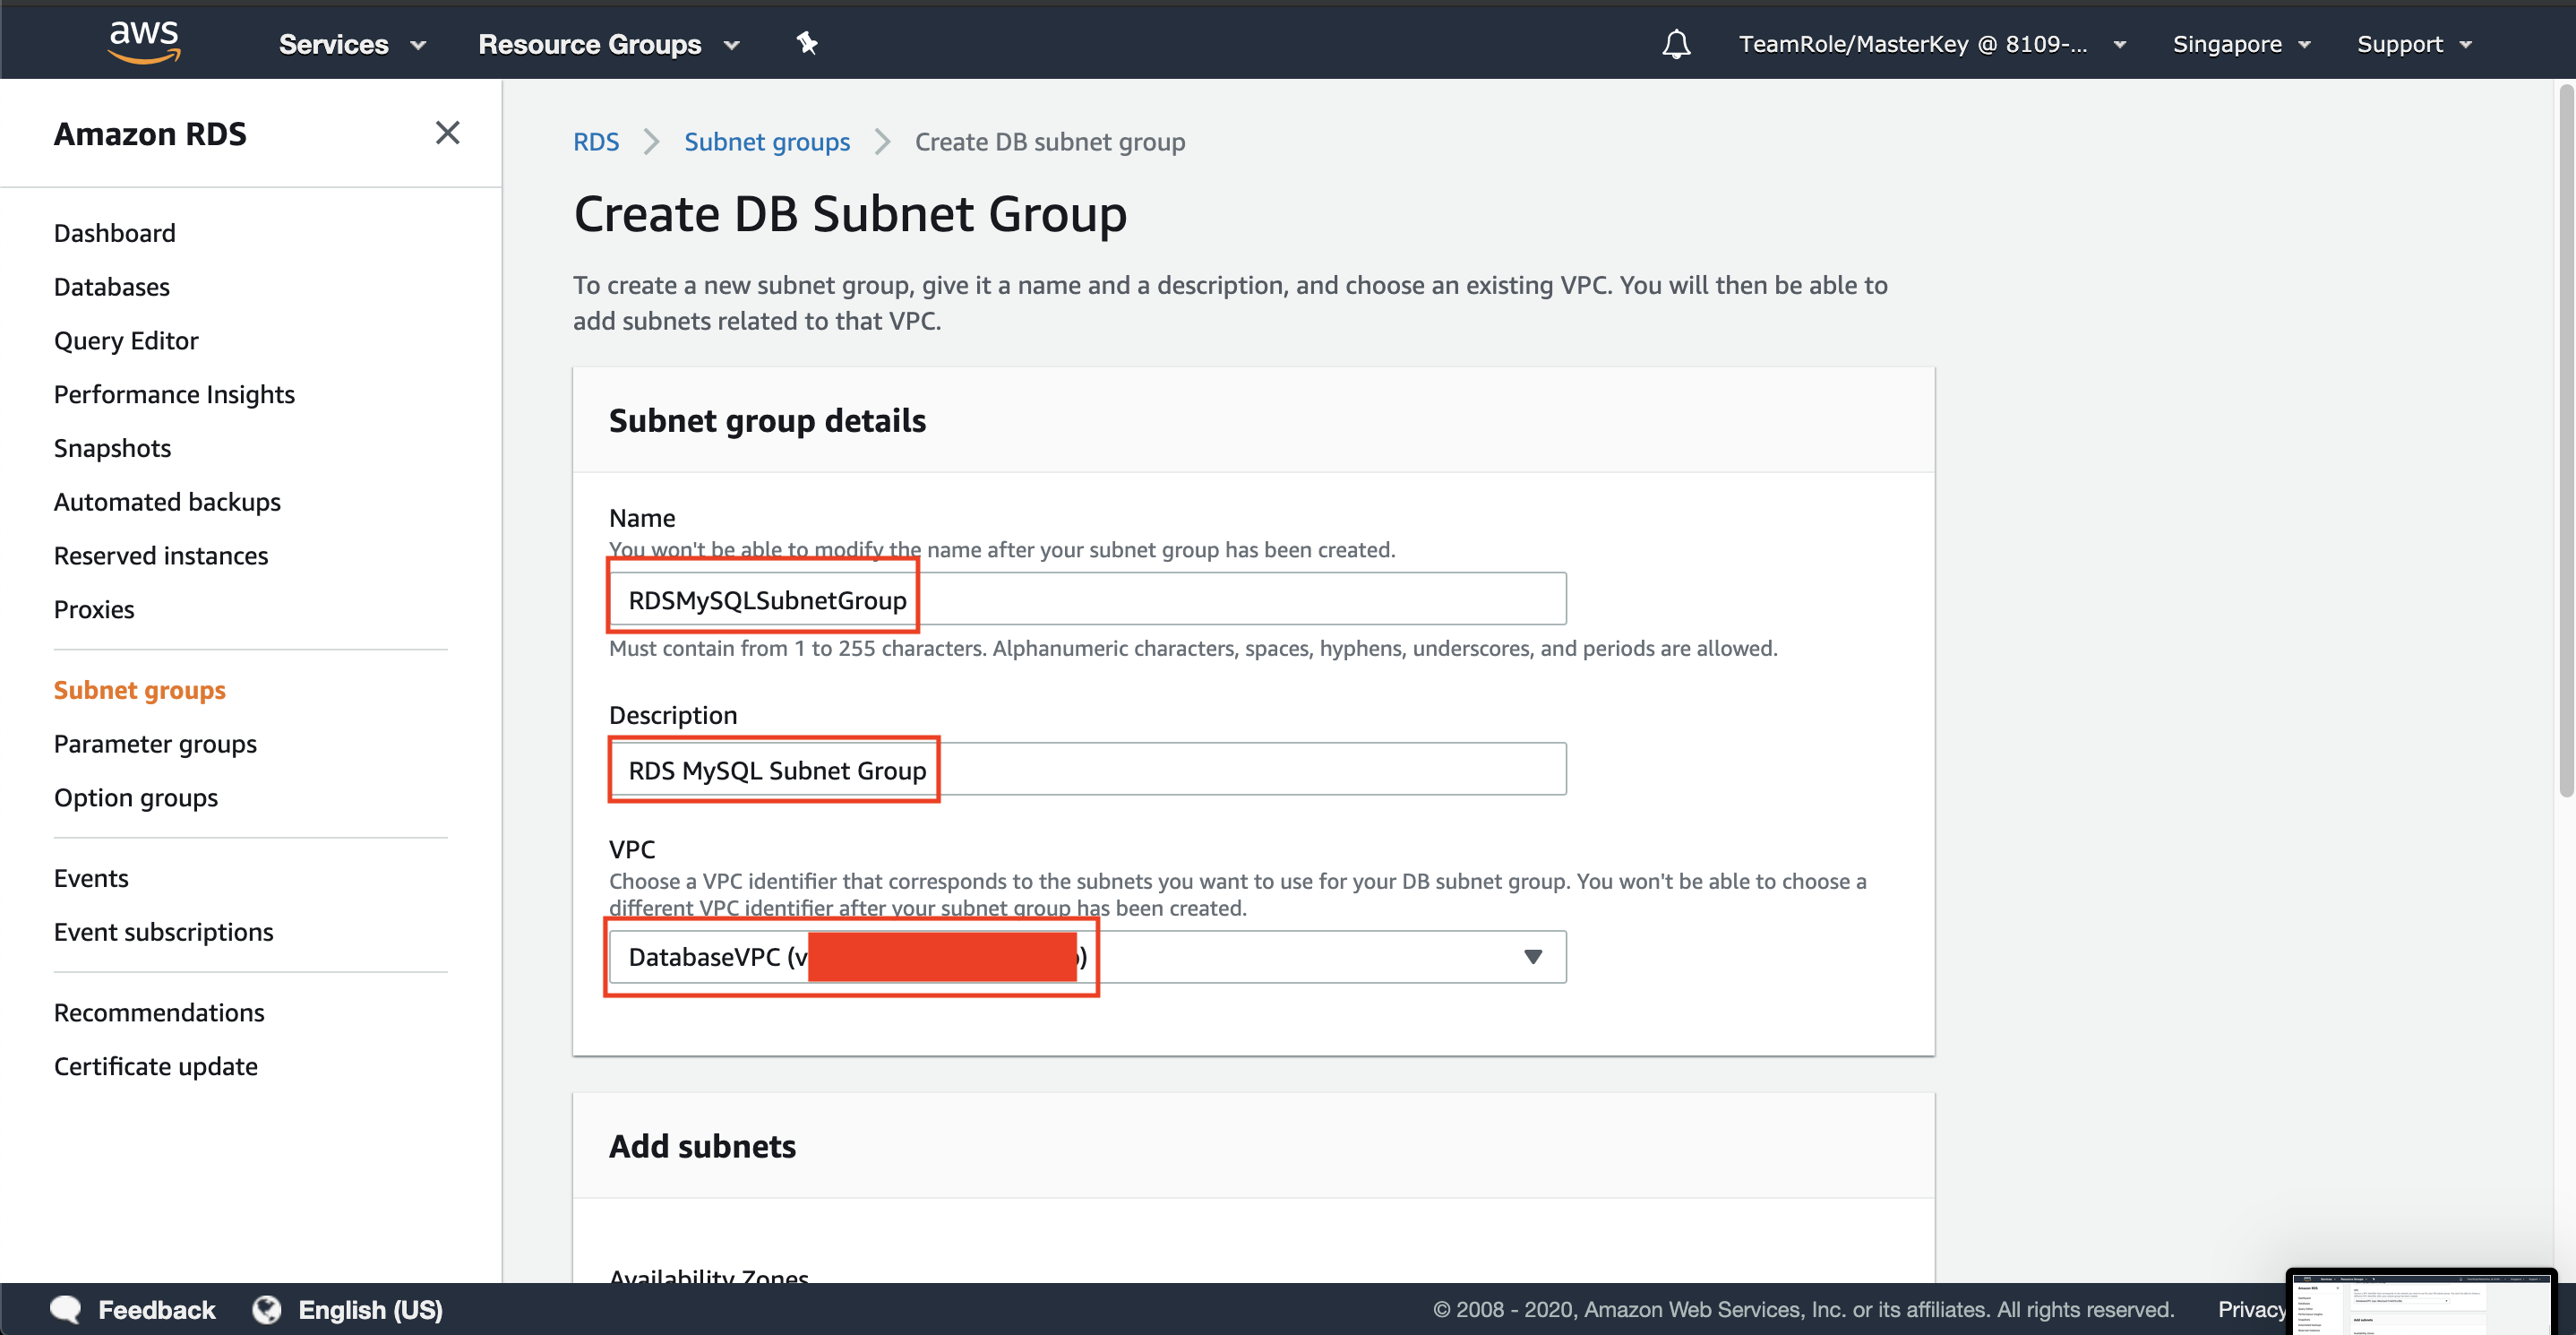 aws Services Resource Groups TeamRole/MasterKey @ 8109-... Singapore Support
Amazon RDS
Dashboard
Databases
Query Editor
Performance Insights
Snapshots
Automated backups
Reserved instances
Proxies
Subnet groups
Parameter groups
Option groups
Events
Event subscriptions
Recommendations
Certificate update
RDS > Subnet groups > Create DB subnet group
Create DB Subnet Group
To create a new subnet group, give it a name and a description, and choose an existing VPC. You will then be able to
add subnets related to that VPC.
Subnet group details
Name
You won't be able to modify the name after your subnet group has been created.
RDSMySQLSubnetGroup
Must contain from 1 to 255 characters. Alphanumeric characters, spaces, hyphens, underscores, and periods are allowed.
Description
RDS MySQL Subnet Group
VPC
Choose a VPC identifier that corresponds to the subnets you want to use for your DB subnet group. You won't be able to choose a
different VPC identifier after your subnet group has been created.
DatabaseVPC (v )
Add subnets
Availability Zones
Feedback English (US) © 2008 - 2020, Amazon Web Services, Inc. or its affiliates. All rights reserved. Privacy